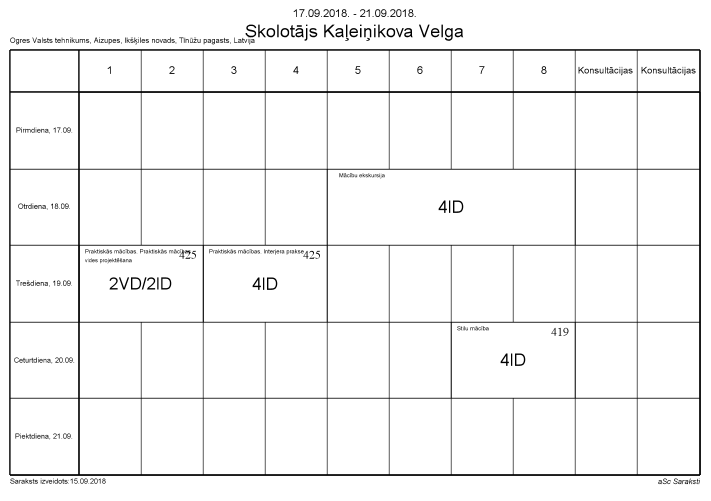 17.09.2018. - 21.09.2018.
Skolotājs Kaļeiņikova Velga
Ogres Valsts tehnikums, Aizupes, Ikšķiles novads, Tīnūžu pagasts, Latvija
1 2 3 4 5 6 7 8 Konsultācijas Konsultācijas
Pirmdiena, 17.09.
Mācību ekskursija
Otrdiena, 18.09. 4ID
Praktiskās mācības. Praktiskās mācības 425 Praktiskās mācības. Interjera prakse 425
vides projektēšana
Trešdiena, 19.09. 2VD/2ID 4ID
Stilu mācība 419
Ceturtdiena, 20.09. 4ID
Piektdiena, 21.09.
Saraksts izveidots:15.09.2018 aSc Saraksti